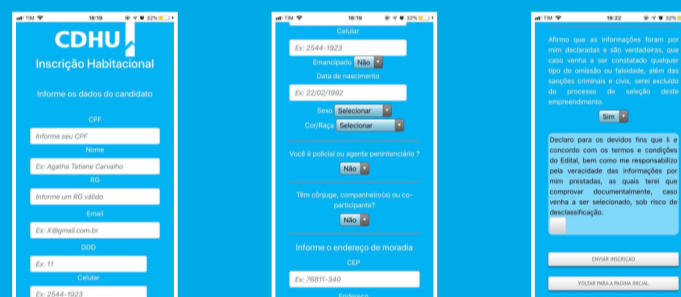 TIM 18:19 32%
CDHU
Inscrição Habitacional
Informe os dados do candidato
CPF
Informe seu CPF
Nome
Ex: Agatha Tatiane Carvalho
RG
Informe um RG válido
Email
Ex: X@gmail.com.br
DDD
Ex: 11
Celular
Ex: 2544-1923
TIM 18:19 32%
Celular
Ex: 2544-1923
Emancipado Não
Data de nascimento
Ex: 22/02/1992
Sexo Selecionar
Cor/Raça Selecionar
Você é policial ou agente penintenciário ?
Não
Têm cônjuge, companheiro(a) ou co-
participante?
Não
Informe o endereço de moradia
CEP
Ex: 76811-340
Endereço
TIM 18:22 32%
Afirmo que as informações foram por
mim declaradas e são verdadeiras, que
caso venha a ser constatado qualquer
tipo de omissão ou falsidade, além das
sanções criminais e civis, serei excluído
do processo de seleção deste
empreendimento.
Sim
Declaro para os devidos fins que li e
concordo com os termos e condições
do Edital, bem como me responsabilizo
pela veracidade das informações por
mim prestadas, as quais terei que
comprovar documentalmente, caso
venha a ser selecionado, sob risco de
desclassificação.
ENVIAR INSCRIÇÃO
VOLTAR PARA A PAGINA INICIAL